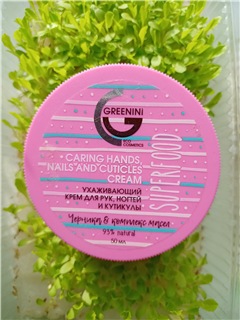 GREENINI
ECO COSMETICS
CARING HANDS,
NAILS AND CUTICLES
CREAM
УХАЖИВАЮЩИЙ
КРЕМ ДЛЯ РУК, НОГТЕЙ
И КУТИКУЛЫ
Черника & комплекс масел
95% natural
50 МЛ
SUPERFOOD